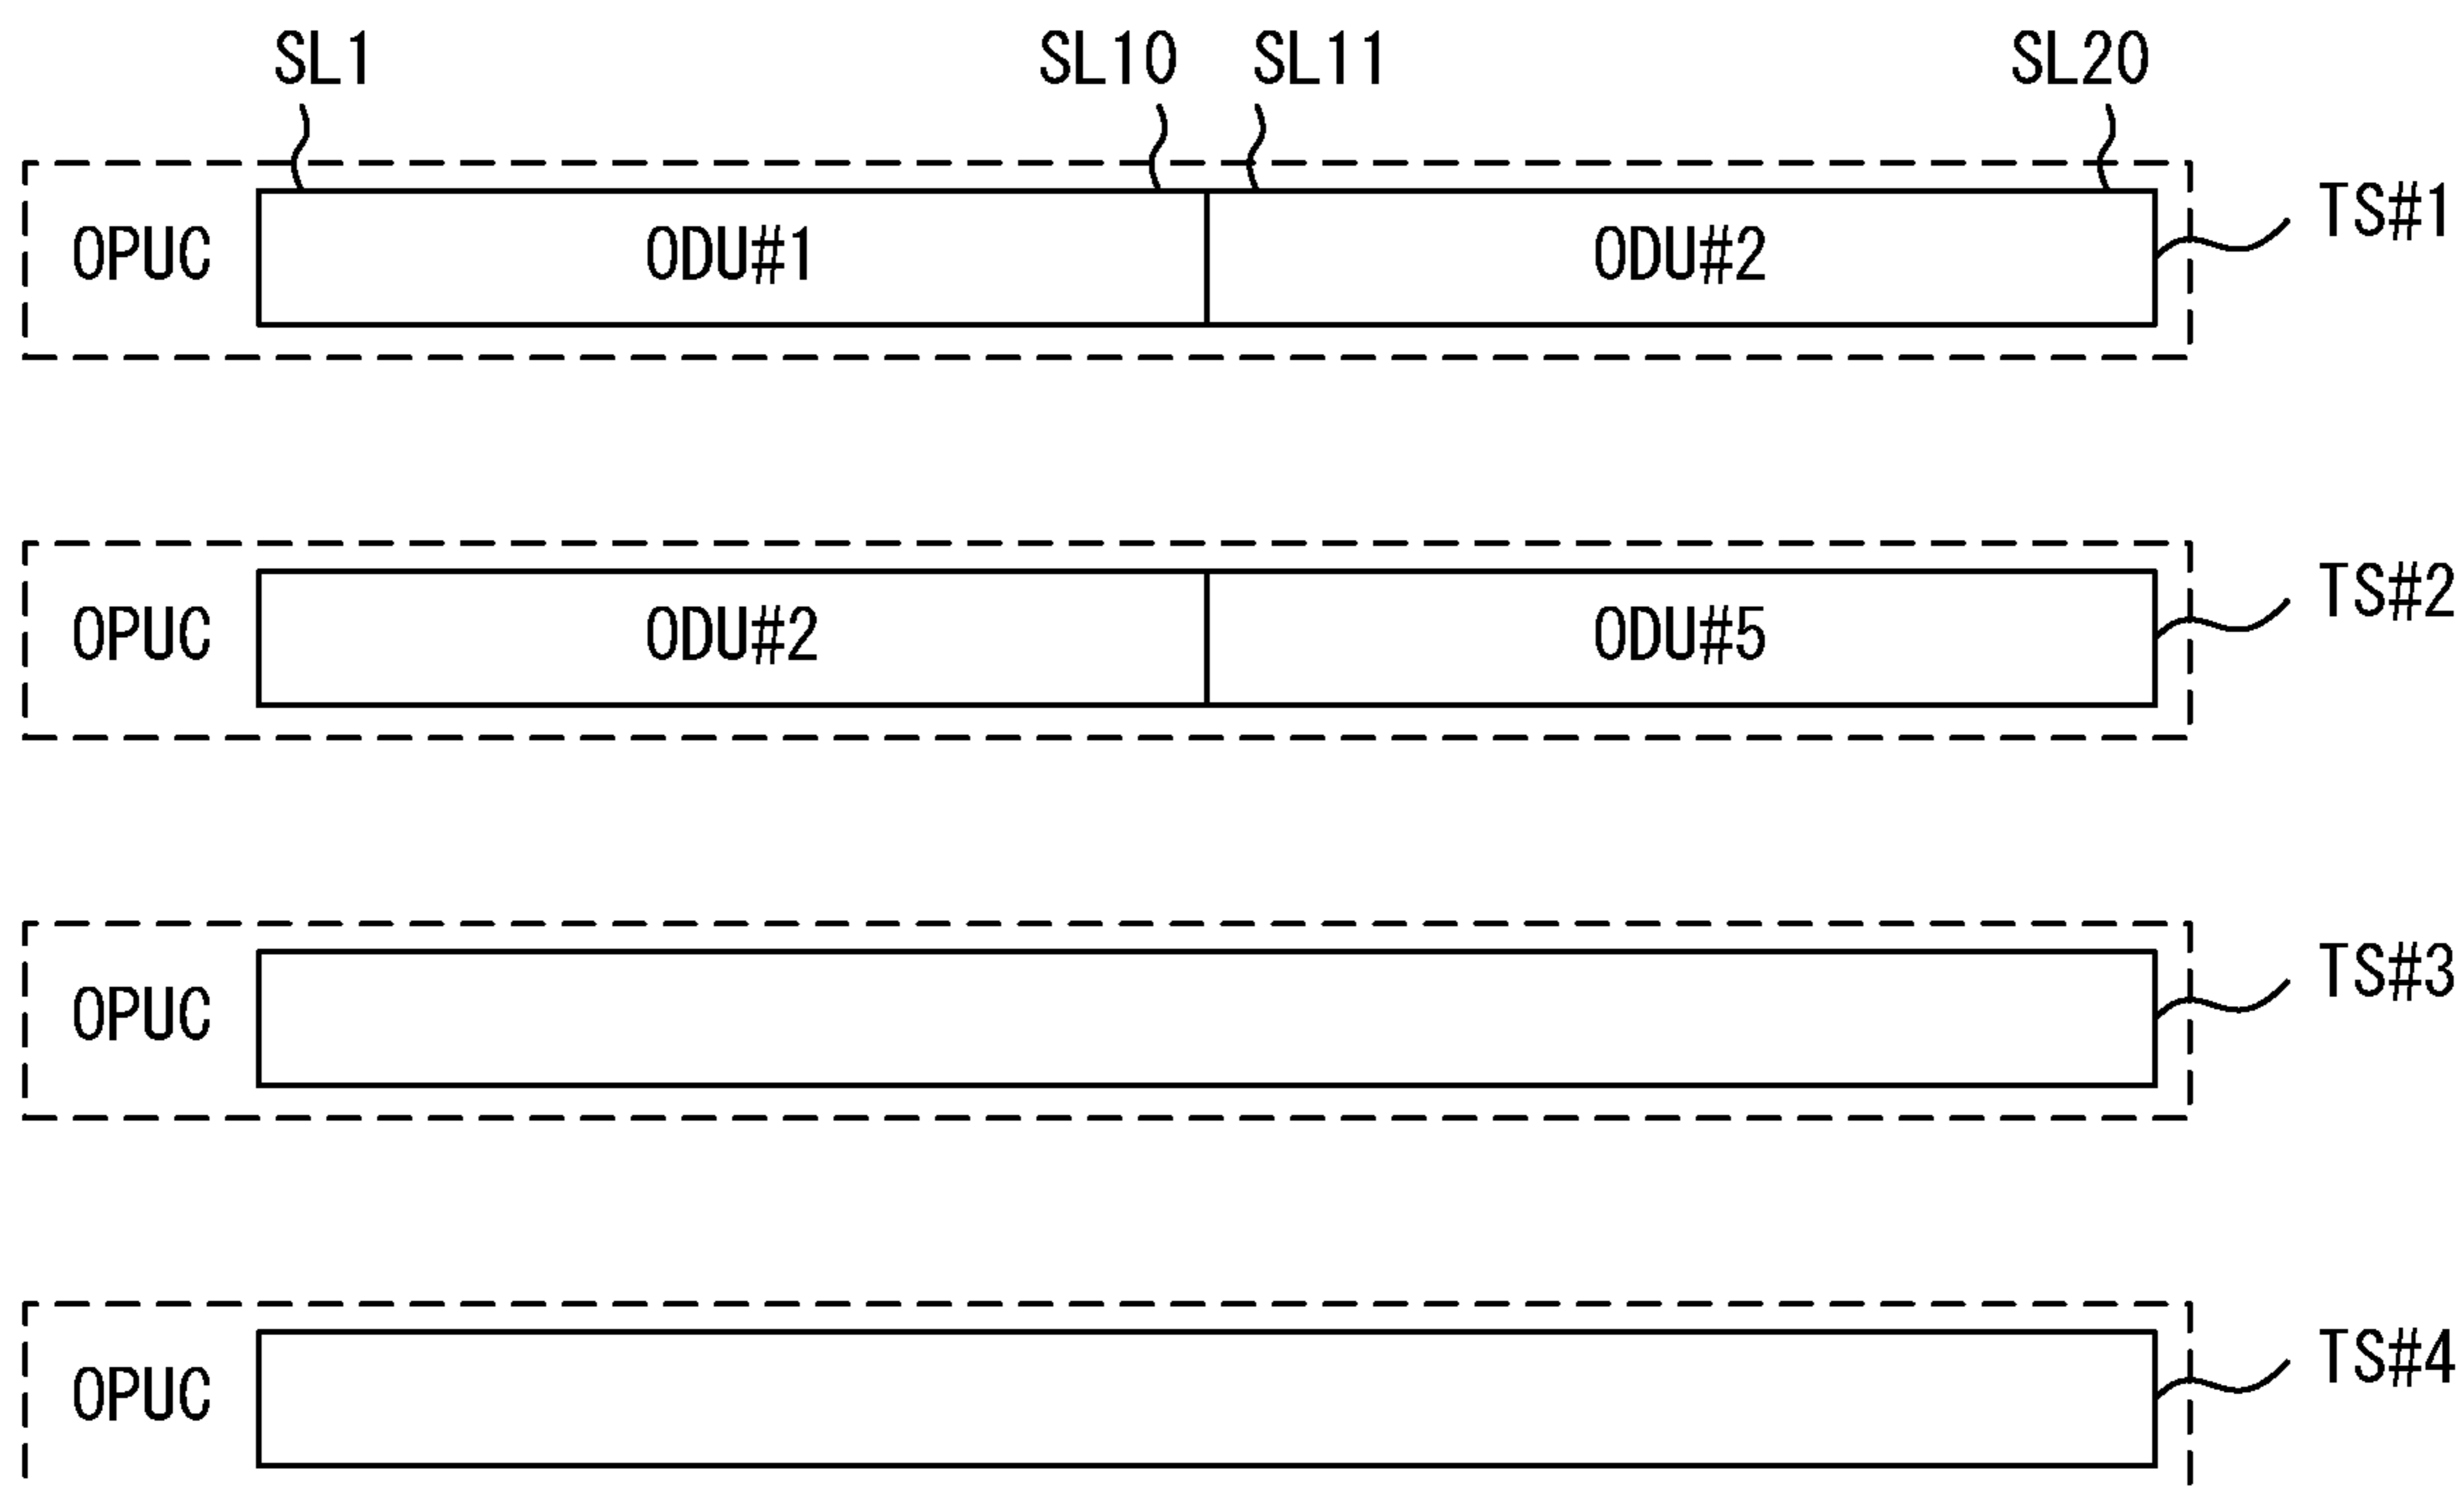 SL1 SL10 SL11 SL20
OPUC ODU#1 ODU#2 TS#1
OPUC ODU#2 ODU#5 TS#2
OPUC TS#3
OPUC TS#4